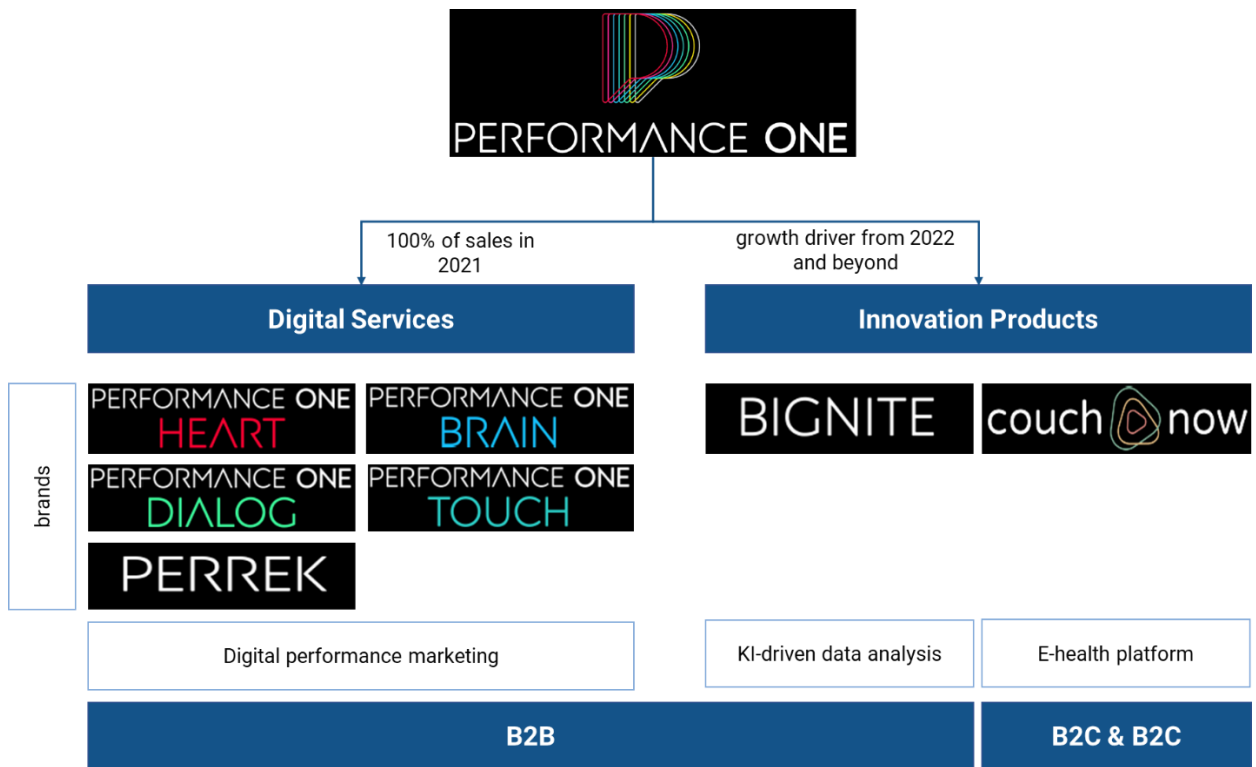 PERFORMANCE ONE
100% of sales in
2021
growth driver from 2022
and beyond
Digital Services
Innovation Products
brands
PERFORMANCE ONE
HEART
PERFORMANCE ONE
BRAIN
BIGNITE
couch now
PERFORMANCE ONE
DIALOG
PERFORMANCE ONE
TOUCH
PERREK
Digital performance marketing
KI-driven data analysis
E-health platform
B2B
B2C & B2C